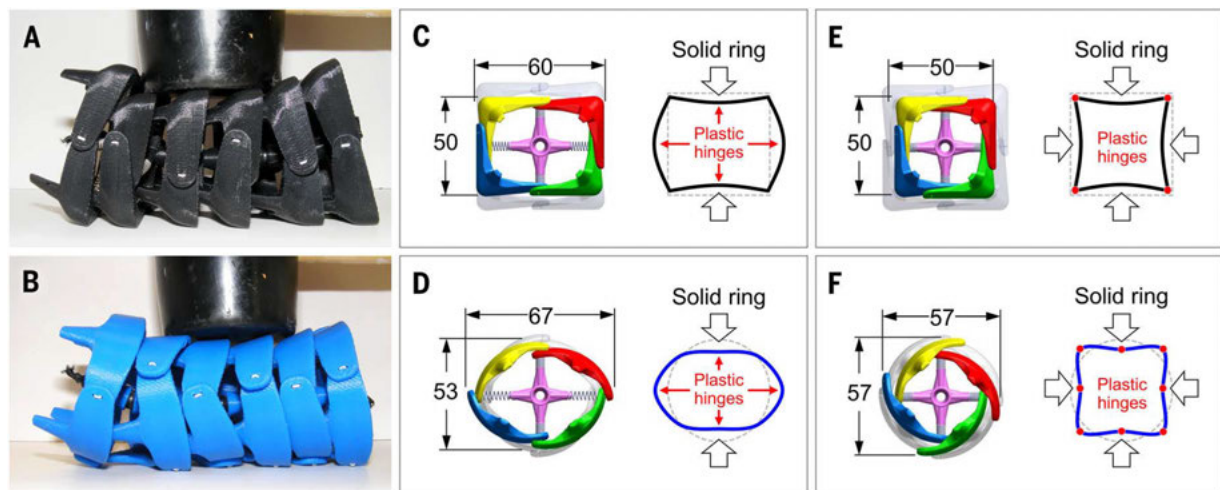 A
C
60
50
Solid ring
Plastic
hinges
E
50
50
Solid ring
Plastic
hinges
B
D
67
53
Solid ring
Plastic
hinges
F
57
57
Solid ring
Plastic
hinges